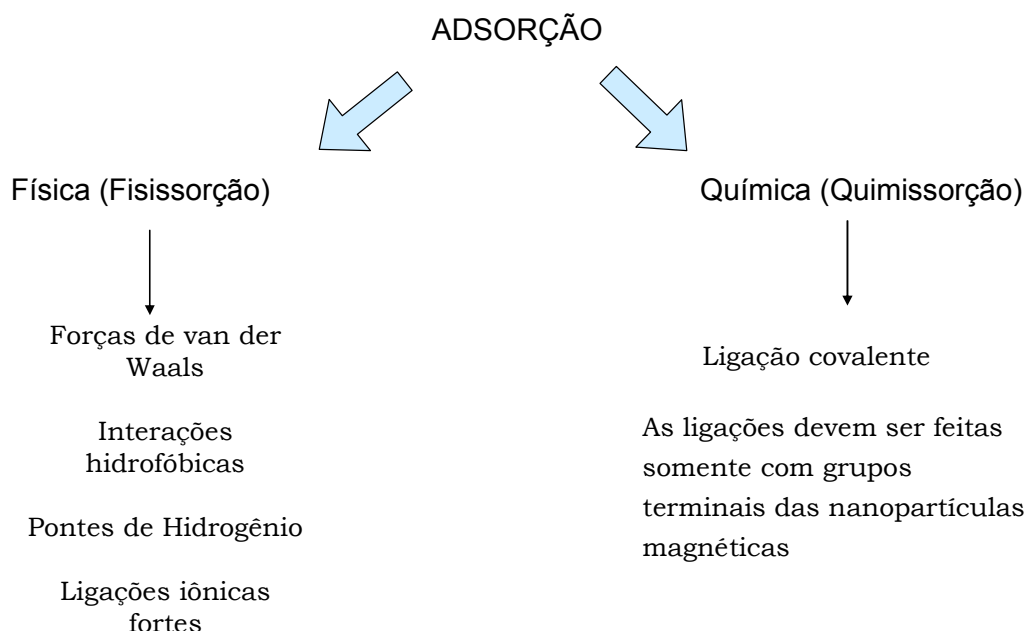 ADSORÇÃO
Física (Fisissorção)
Forças de van der
Waals
Interações
hidrofóbicas
Pontes de Hidrogênio
Ligações iônicas
fortes
Química (Quimissorção)
Ligação covalente
As ligações devem ser feitas
somente com grupos
terminais das nanopartículas
magnéticas